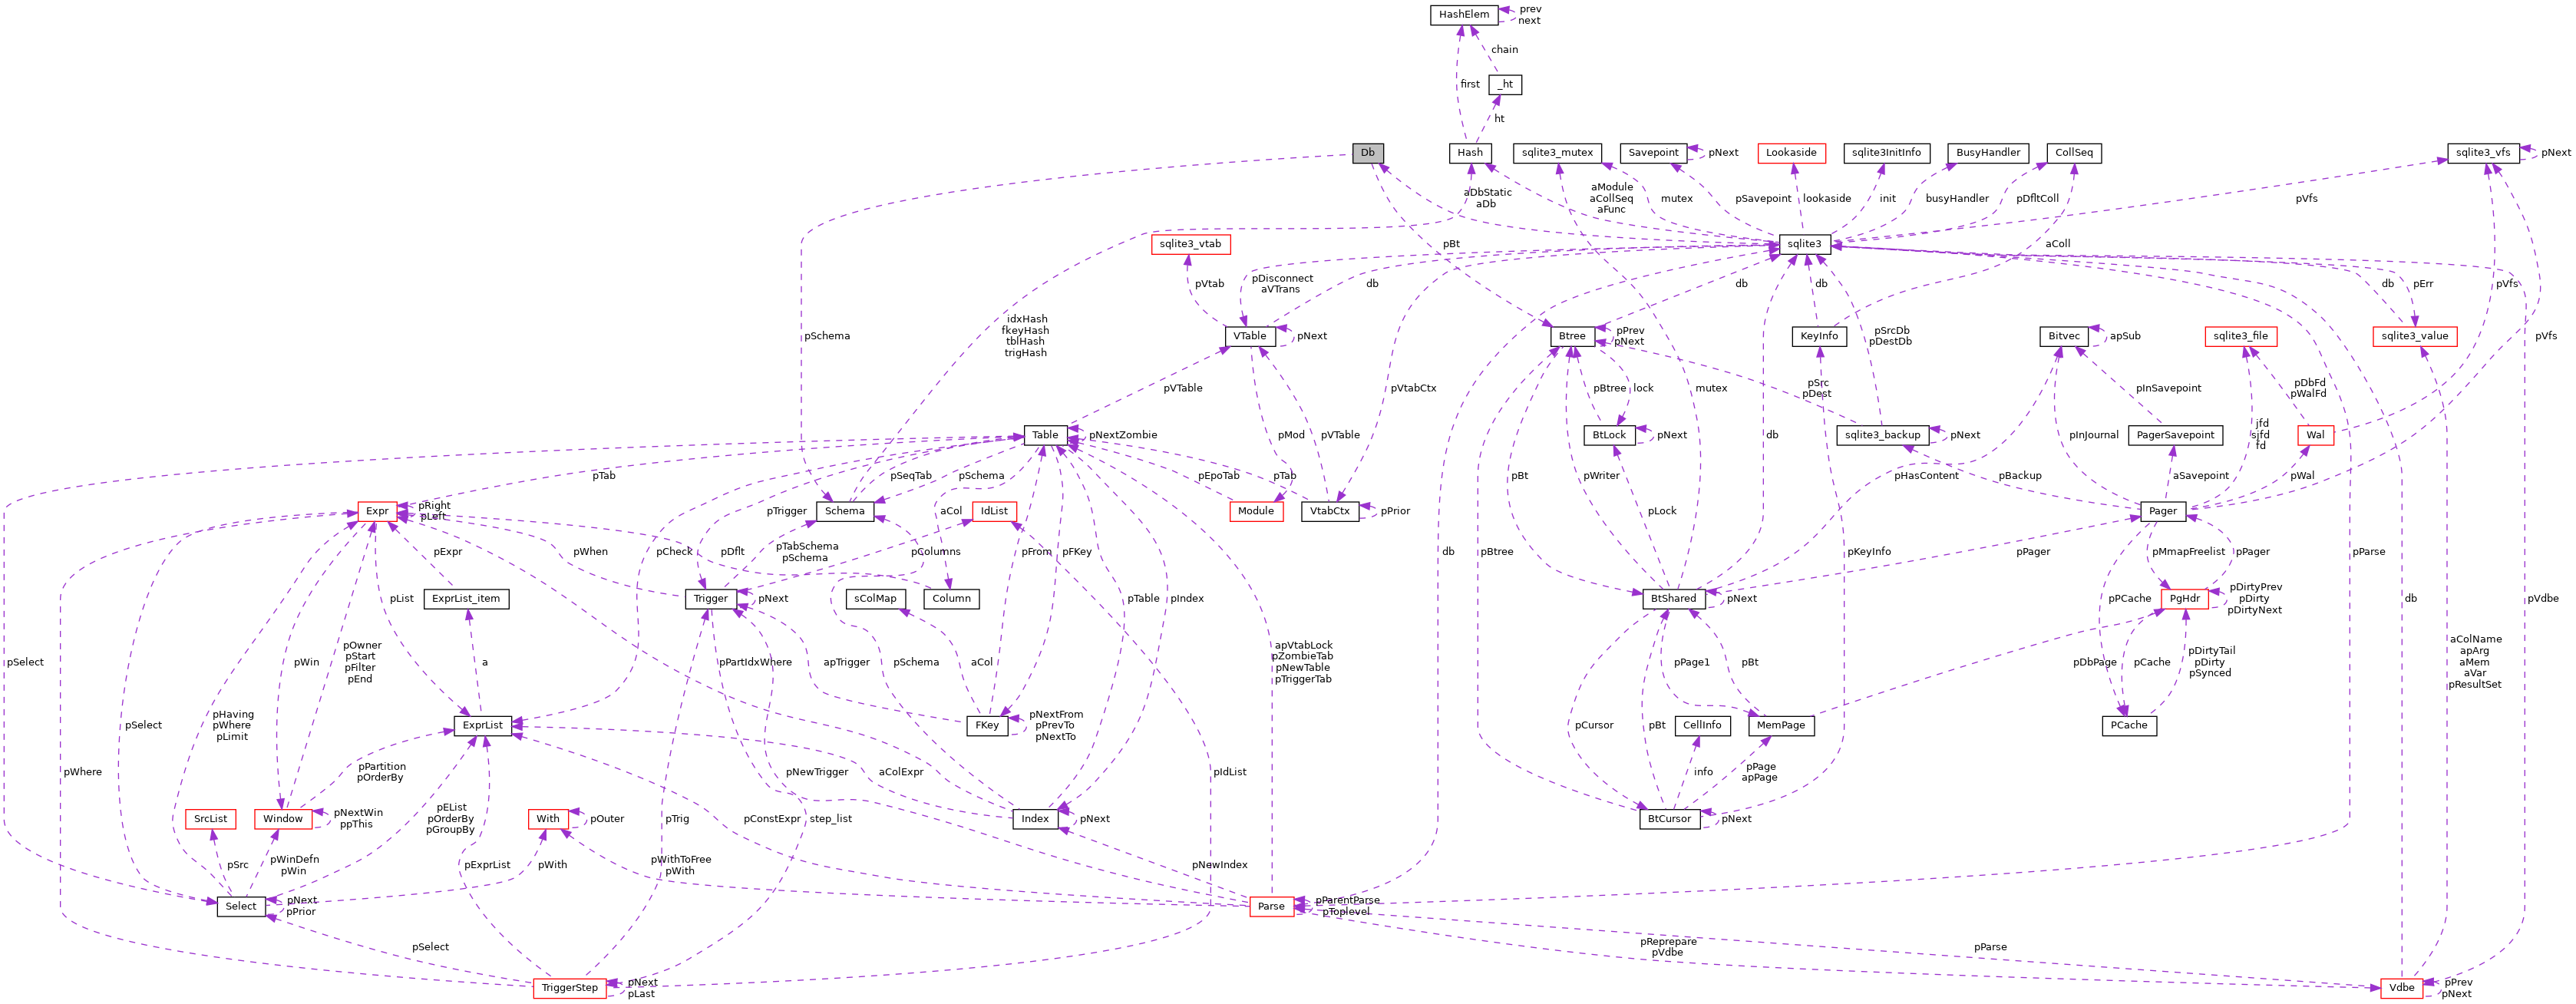 HashElem
prev
next
chain
_ht
first
ht
Db
Hash
sqlite3_mutex
Savepoint
pNext
Lookaside
sqlite3InitInfo
BusyHandler
CollSeq
sqlite3_vfs
pNext
aDbStatic
aDb
aModule
aCollSeq
aFunc
mutex
pSavepoint
lookaside
init
busyHandler
pDfltColl
pVfs
sqlite3_vtab
pBt
sqlite3
aColl
pVtab
pDisconnect
aVTrans
db
db
db
pErr
db
pVfs
pSchema
idxHash
fkeyHash
tblHash
trigHash
VTable
pNext
Btree
pPrev
pNext
KeyInfo
pSrcDb
pDestDb
Bitvec
apSub
sqlite3_file
sqlite3_value
pVfs
pVTable
pVtabCtx
pBtree
lock
mutex
pSrc
pDest
pInSavepoint
pDbFd
pWalFd
Table
pNextZombie
pMod
pVTable
BtLock
pNext
db
sqlite3_backup
pNext
pInJournal
PagerSavepoint
jfd
sjfd
fd
Wal
pTab
pSeqTab
pSchema
pEpoTab
pTab
pBt
pWriter
pHasContent
pBackup
aSavepoint
pWal
Expr
pRight
pLeft
pTrigger
Schema
aCol
IdList
Module
VtabCtx
pPrior
pLock
Pager
pExpr
pWhen
pCheck
pDflt
pTabSchema
pSchema
pColumns
pFrom
pFKey
db
pBtree
pKeyInfo
pPager
pMmapFreelist
pPager
pParse
pList
ExprList_item
Trigger
pNext
sColMap
Column
pTable
pIndex
BtShared
pNext
pPCache
PgHdr
pDirtyPrev
pDirty
pDirtyNext
db
pVdbe
pSelect
pWin
pOwner
pStart
pFilter
pEnd
a
pPartIdxWhere
apTrigger
pSchema
aCol
apVtabLock
pZombieTab
pNewTable
pTriggerTab
pPage1
pBt
pDbPage
pCache
pDirtyTail
pDirty
pSynced
aColName
apArg
aMem
aVar
pResultSet
pSelect
pHaving
pWhere
pLimit
ExprList
FKey
pNextFrom
pPrevTo
pNextTo
pCursor
pBt
CellInfo
MemPage
PCache
pWhere
pPartition
pOrderBy
pNewTrigger
aColExpr
pIdList
info
pPage
apPage
SrcList
Window
pNextWin
ppThis
pEList
pOrderBy
pGroupBy
With
pOuter
pTrig
pConstExpr
step_list
Index
pNext
BtCursor
pNext
pSrc
pWinDefn
pWin
pExprList
pWith
pWithToFree
pWith
pNewIndex
Select
pNext
pPrior
Parse
pParentParse
pToplevel
pSelect
pReprepare
pVdbe
pParse
TriggerStep
pNext
pLast
Vdbe
pPrev
pNext